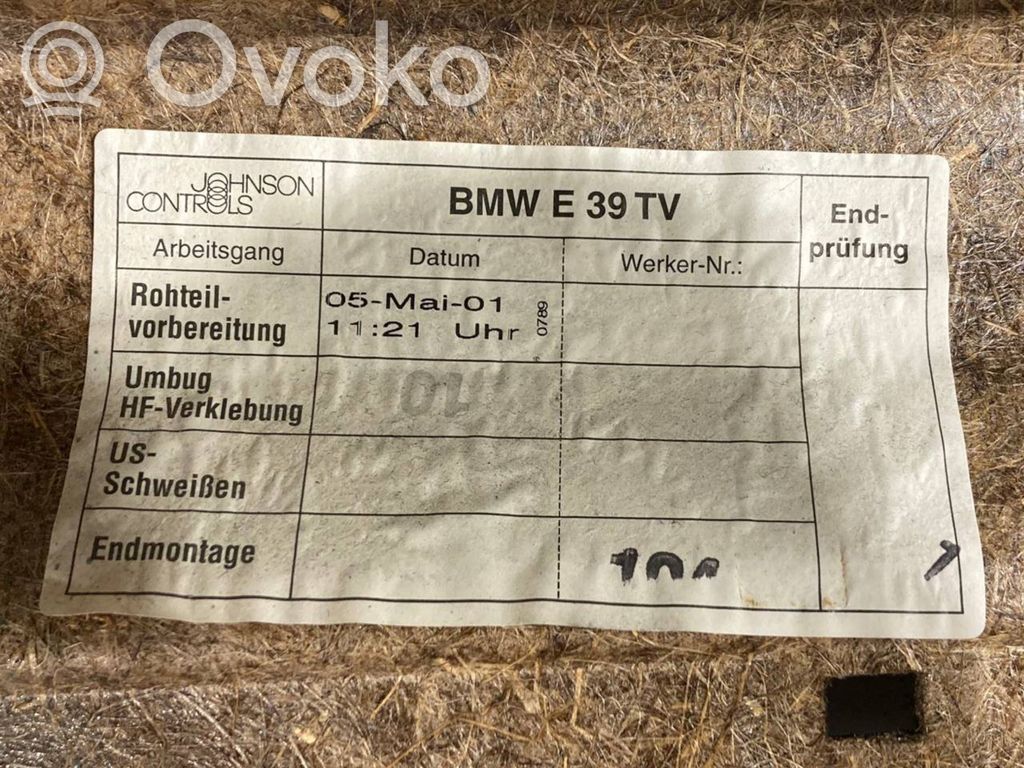 Ovoko
JOHNSON
CONTROLS
BMW E 39 TV
End-
prüfung
Arbeitsgang
Datum
Werker-Nr.:
Rohteil-
vorbereitung
05-Mai-01
11:21 Uhr
0789
Umbug
HF-Verklebung
US-
Schweißen
Endmontage